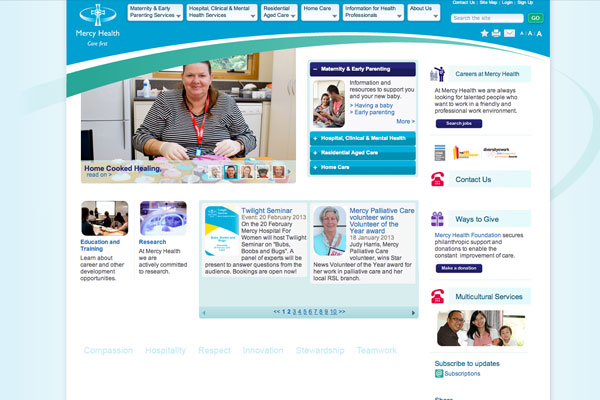 Contact Us | Site Map | Sign Up
Mercy Health
Care first
Maternity & Early
Parenting Services
Hospital, Clinical & Mental
Health Services
Residential
Aged Care
Home Care
Information for Health
Professionals
About Us
Search the site
GO
A | A | A
Home Cooked Healing,
read on >
Maternity & Early Parenting
Information and
resources to support you
and your new baby.
> Having a baby
> Early parenting
More >
Hospital, Clinical & Mental Health
Residential Aged Care
Home Care
Careers at Mercy Health
At Mercy Health we are always
looking for talented people who
want to work in a friendly and
professional work environment.
Search jobs
diversity@work
Contact Us
Education and
Training
Learn about
career and other
development
opportunities.
Research
At Mercy Health
we are
actively committed
to research.
Twilight Seminar
Event: 20 February 2013
On the 20 February
Mercy Hospital For
Women will host Twilight
Seminar on "Bubs,
Boobs and Bugs". A
panel of experts will be
present to answer questions from the
audience. Bookings are open now!
Mercy Palliative Care
volunteer wins
Volunteer of the
Year award
18 January 2013
Judy Harris, Mercy
Palliative Care
volunteer, wins Star
News Volunteer of the Year award for
her work in palliative care and her
local RSL branch.
<< 1 2 3 4 5 6 7 8 9 10 >>
Ways to Give
Mercy Health Foundation secures
philanthropic support and
donations to enable the
constant improvement of care.
Make a donation
Multicultural Services
Compassion Hospitality Respect Innovation Stewardship Teamwork
Subscribe to updates
Subscriptions
Share